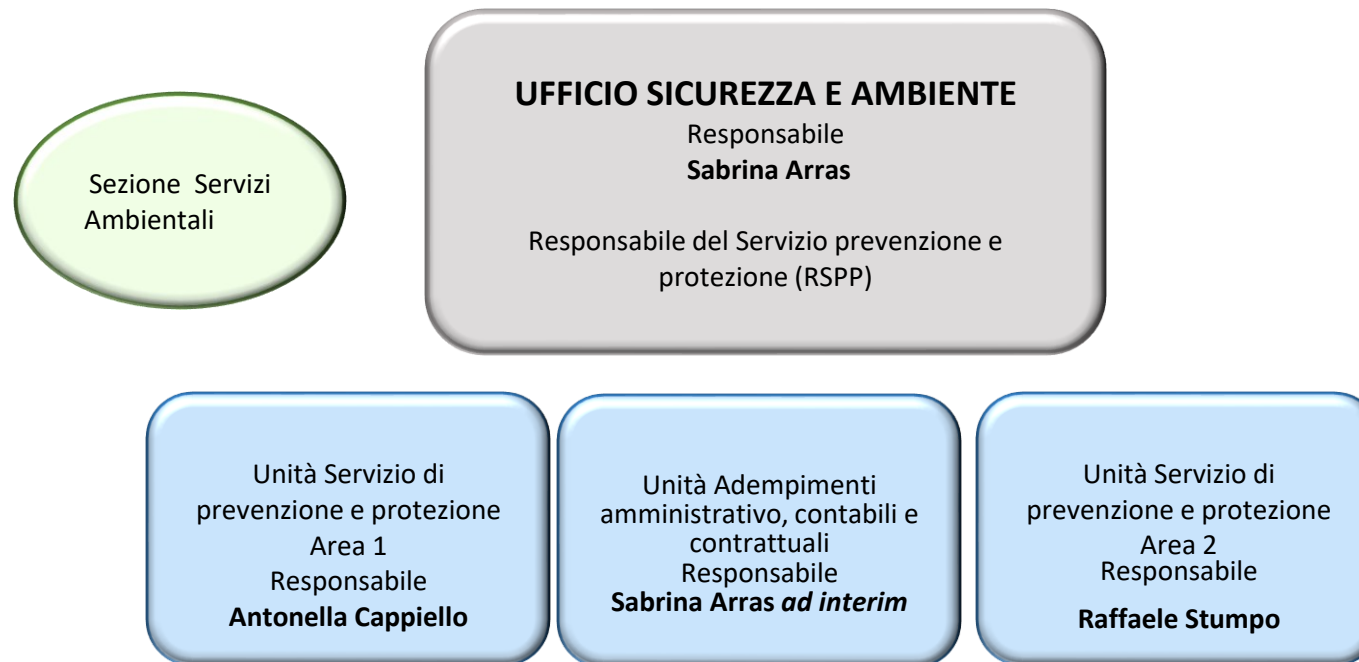 UFFICIO SICUREZZA E AMBIENTE
Responsabile
Sabrina Arras
Responsabile del Servizio prevenzione e
protezione (RSPP)
Sezione Servizi
Ambientali
Unità Servizio di
prevenzione e protezione
Area 1
Responsabile
Antonella Cappiello
Unità Adempimenti
amministrativo, contabili e
contrattuali
Responsabile
Sabrina Arras ad interim
Unità Servizio di
prevenzione e protezione
Area 2
Responsabile
Raffaele Stumpo